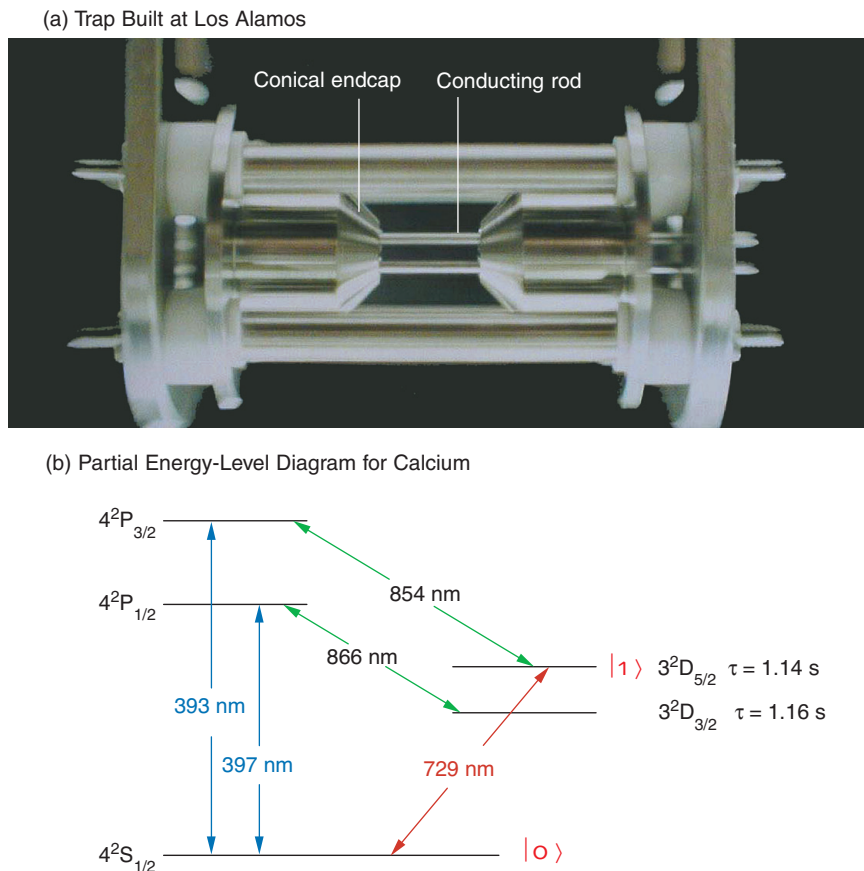 (a) Trap Built at Los Alamos
Conical endcap
Conducting rod
(b) Partial Energy-Level Diagram for Calcium
4²P₃/₂
854 nm
4²P₁/₂
866 nm
|1⟩ 3²D₅/₂ τ = 1.14 s
393 nm
3²D₃/₂ τ = 1.16 s
397 nm
729 nm
4²S₁/₂
|0⟩